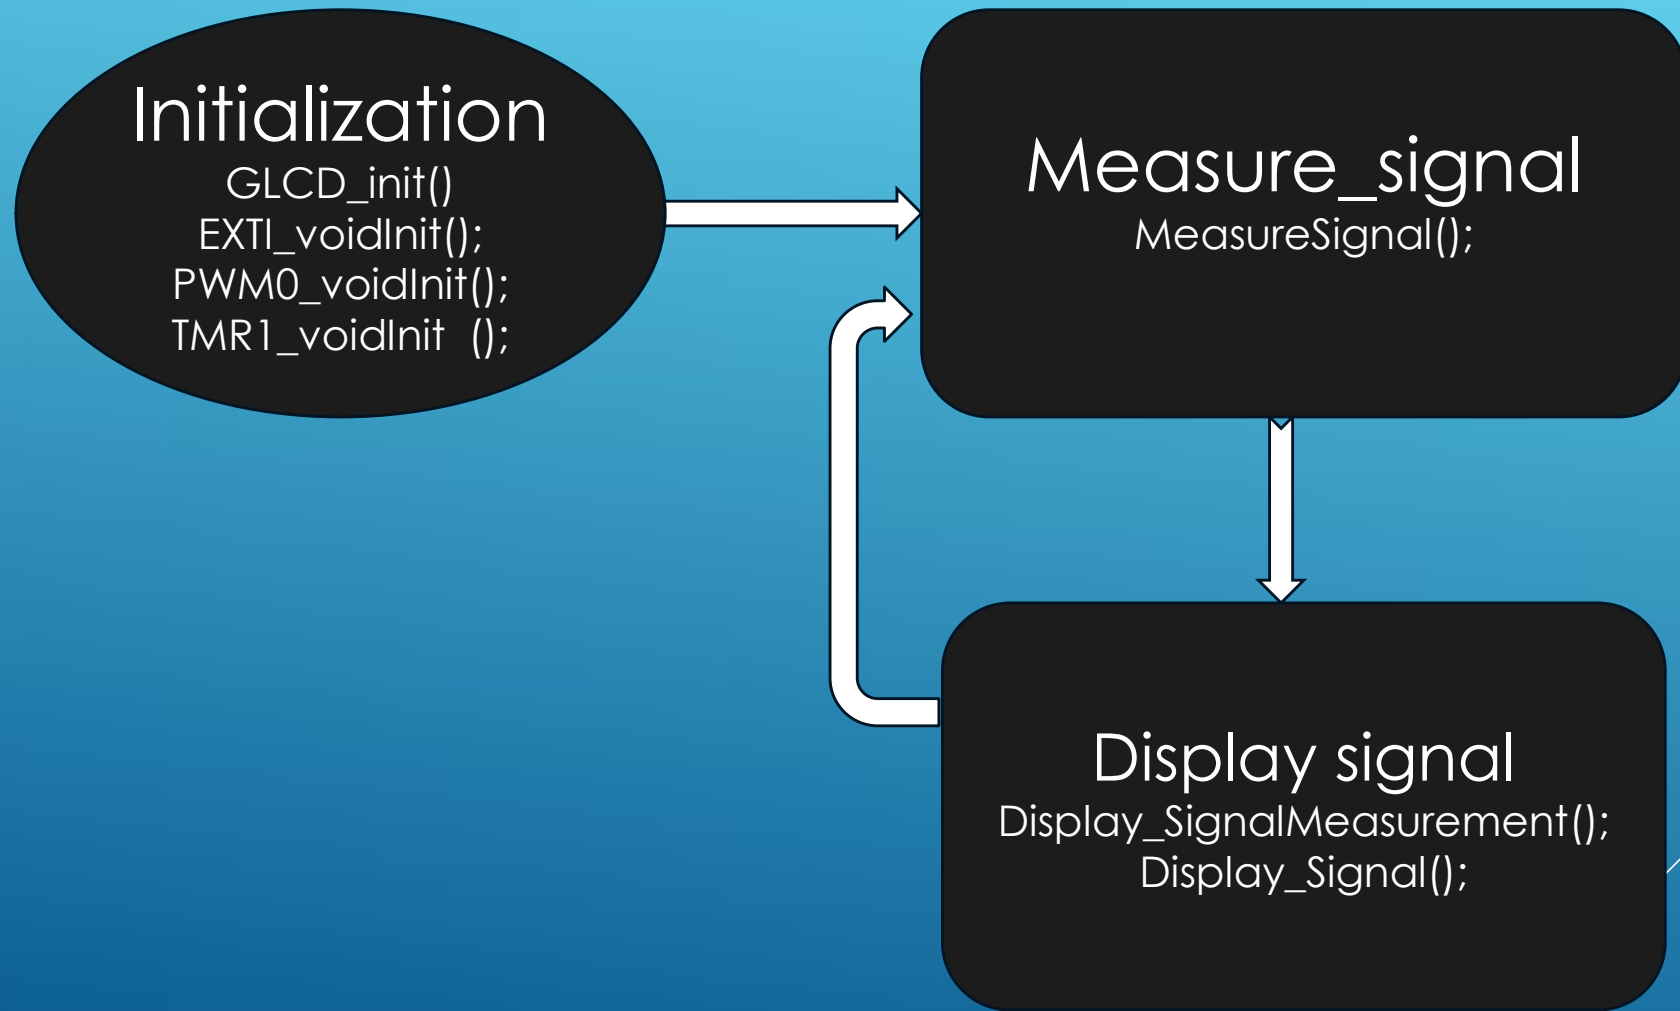 Initialization
GLCD_init()
EXTI_voidInit();
PWM0_voidInit();
TMR1_voidInit  ();
Measure_signal
MeasureSignal();
Display signal
Display_SignalMeasurement();
Display_Signal();